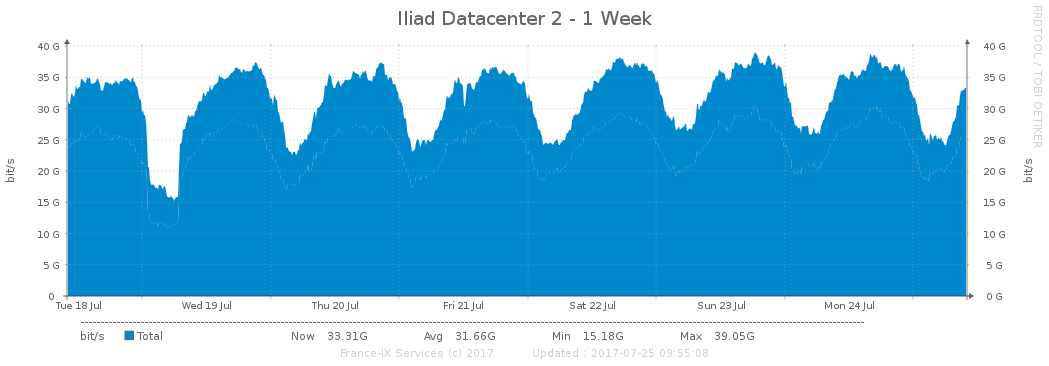 Iliad Datacenter 2 - 1 Week
RRDTOOL / TOBI OETIKER
40 G 40 G
35 G 35 G
30 G 30 G
25 G 25 G
20 G 20 G
15 G 15 G
10 G 10 G
5 G 5 G
0 0 G
bit/s bit/s
Tue 18 Jul Wed 19 Jul Thu 20 Jul Fri 21 Jul Sat 22 Jul Sun 23 Jul Mon 24 Jul
bit/s Total Now 33.31G Avg 31.66G Min 15.18G Max 39.05G
France-IX Services (c) 2017 Updated : 2017-07-25 09:55:08